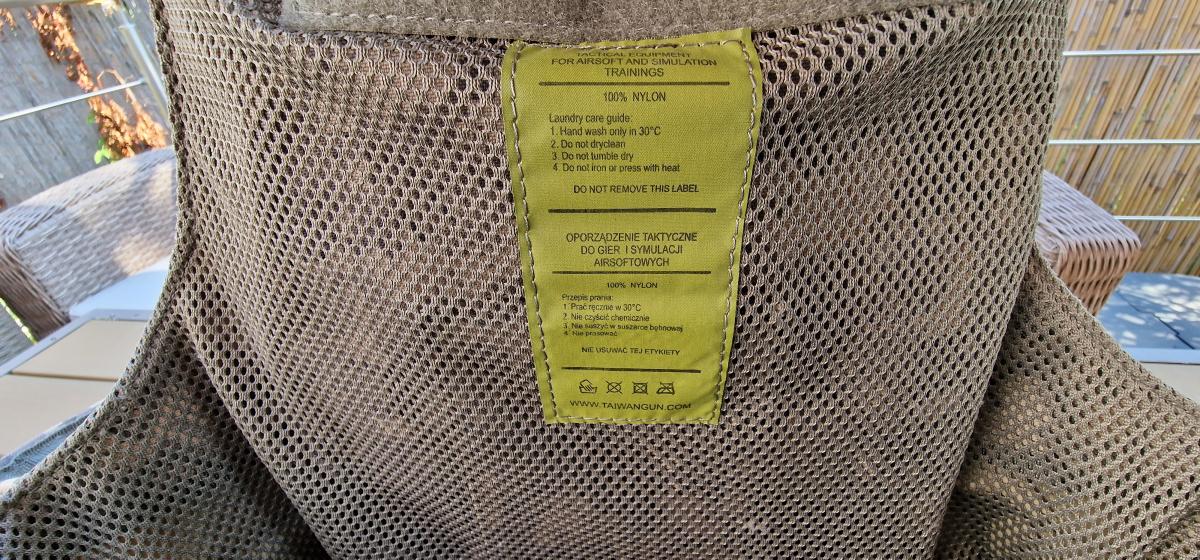 TACTICAL EQUIPMENT
FOR AIRSOFT AND SIMULATION
TRAININGS
100% NYLON
Laundry care guide:
1. Hand wash only in 30°C
2. Do not dryclean
3. Do not tumble dry
4. Do not iron or press with heat
DO NOT REMOVE THIS LABEL
OPORZĄDZENIE TAKTYCZNE
DO GIER I SYMULACJI
AIRSOFTOWYCH
100% NYLON
Przepis prania:
1. Prać ręcznie w 30°C
2. Nie czyścić chemicznie
3. Nie suszyć w suszarce bębnowej
4. Nie prasować
NIE USUWAĆ TEJ ETYKIETY
WWW.TAIWANGUN.COM